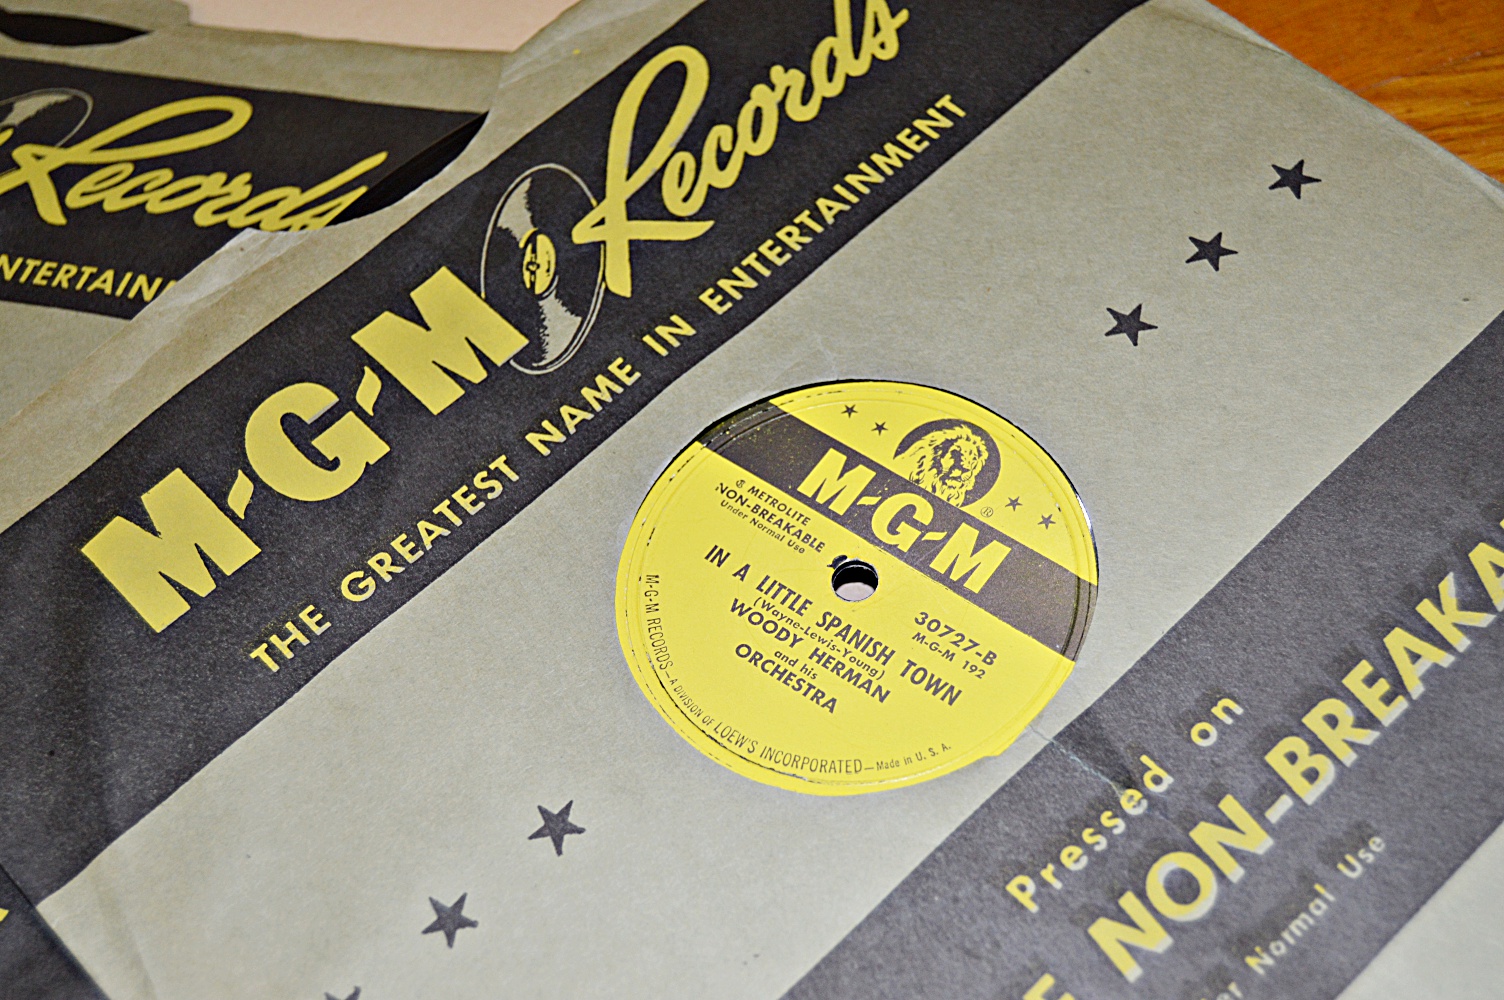 Records
NTERTAIN
M-G-M Records
THE GREATEST NAME IN ENTERTAINMENT
M-G-M
®
METROLITE
NON-BREAKABLE
Under Normal Use
30727-B
M-G-M 192
IN A LITTLE SPANISH TOWN
(Wayne-Lewis-Young)
WOODY HERMAN
and his
ORCHESTRA
M-G-M RECORDS—A DIVISION OF LOEW'S INCORPORATED—Made in U. S. A.
Pressed on
NON-BREAKA
Normal Use